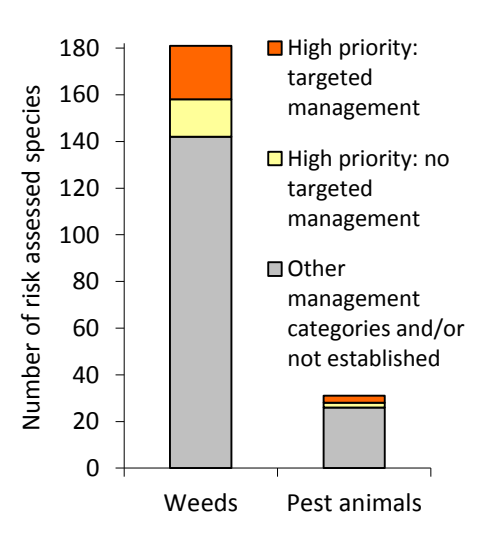 Number of risk assessed species
180
160
140
120
100
80
60
40
20
0
Weeds
Pest animals
High priority:
targeted
management
High priority: no
targeted
management
Other
management
categories and/or
not established